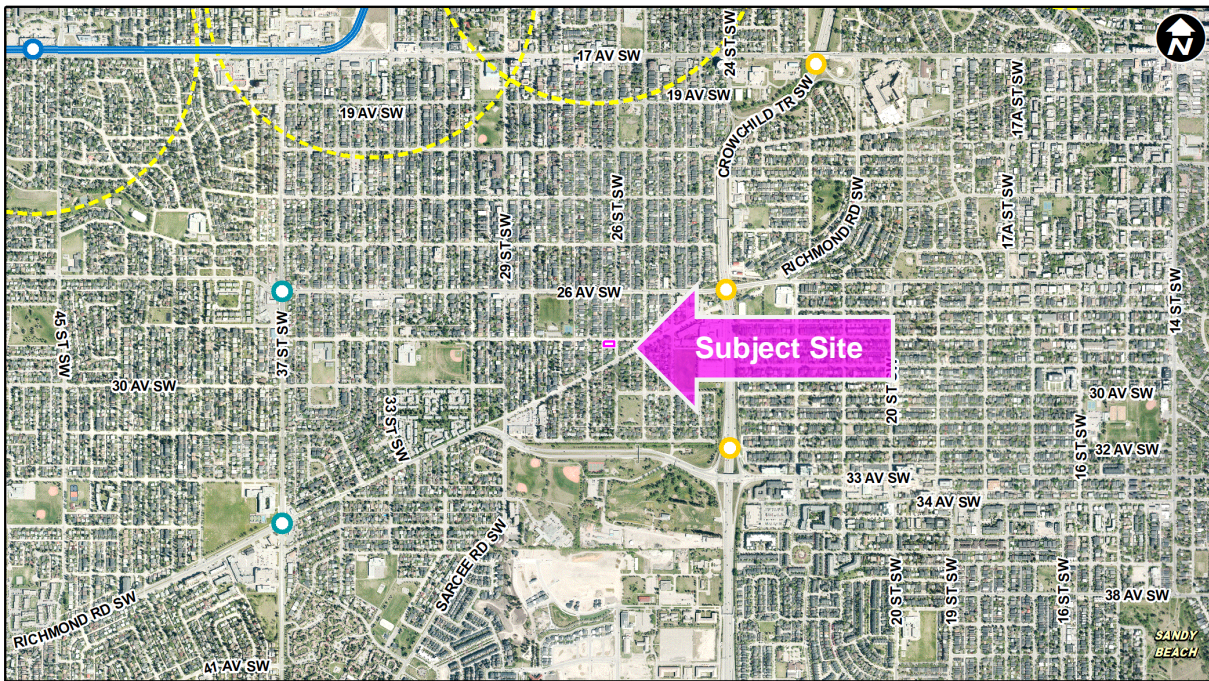 N
17 AV SW
24 ST SW
19 AV SW
19 AV SW
CROWCHILD TR SW
17A ST SW
26 ST SW
29 ST SW
RICHMOND RD SW
17A ST SW
26 AV SW
14 ST SW
45 ST SW
37 ST SW
Subject Site
30 AV SW
33 ST SW
20 ST
30 AV SW
16 ST SW
32 AV SW
33 AV SW
34 AV SW
SARCEE RD SW
RICHMOND RD SW
20 ST SW
19 ST SW
16 ST SW
38 AV SW
41 AV SW
SANDY
BEACH